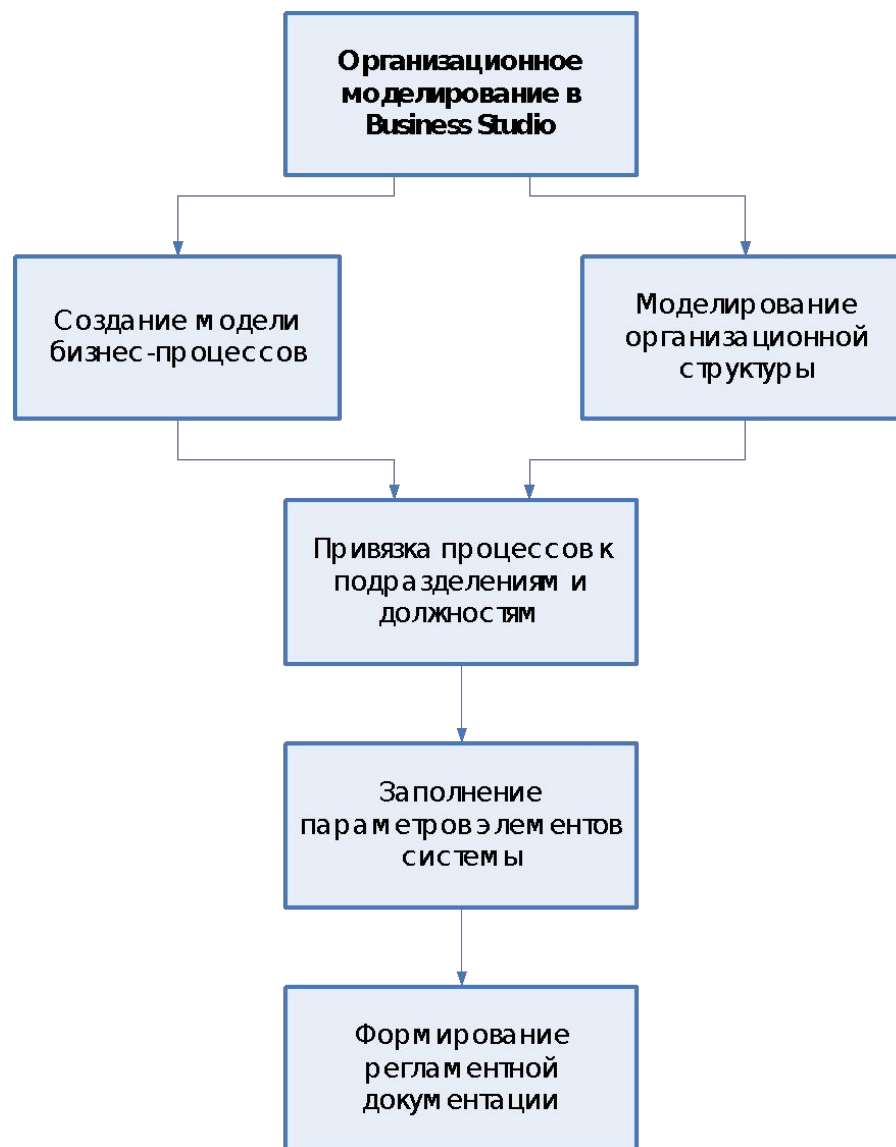 Организационное
моделирование в
Business Studio
Создание модели
бизнес-процессов
Моделирование
организационной
структуры
Привязка процессов к
подразделениям и
должностям
Заполнение
параметров элементов
системы
Формирование
регламентной
документации